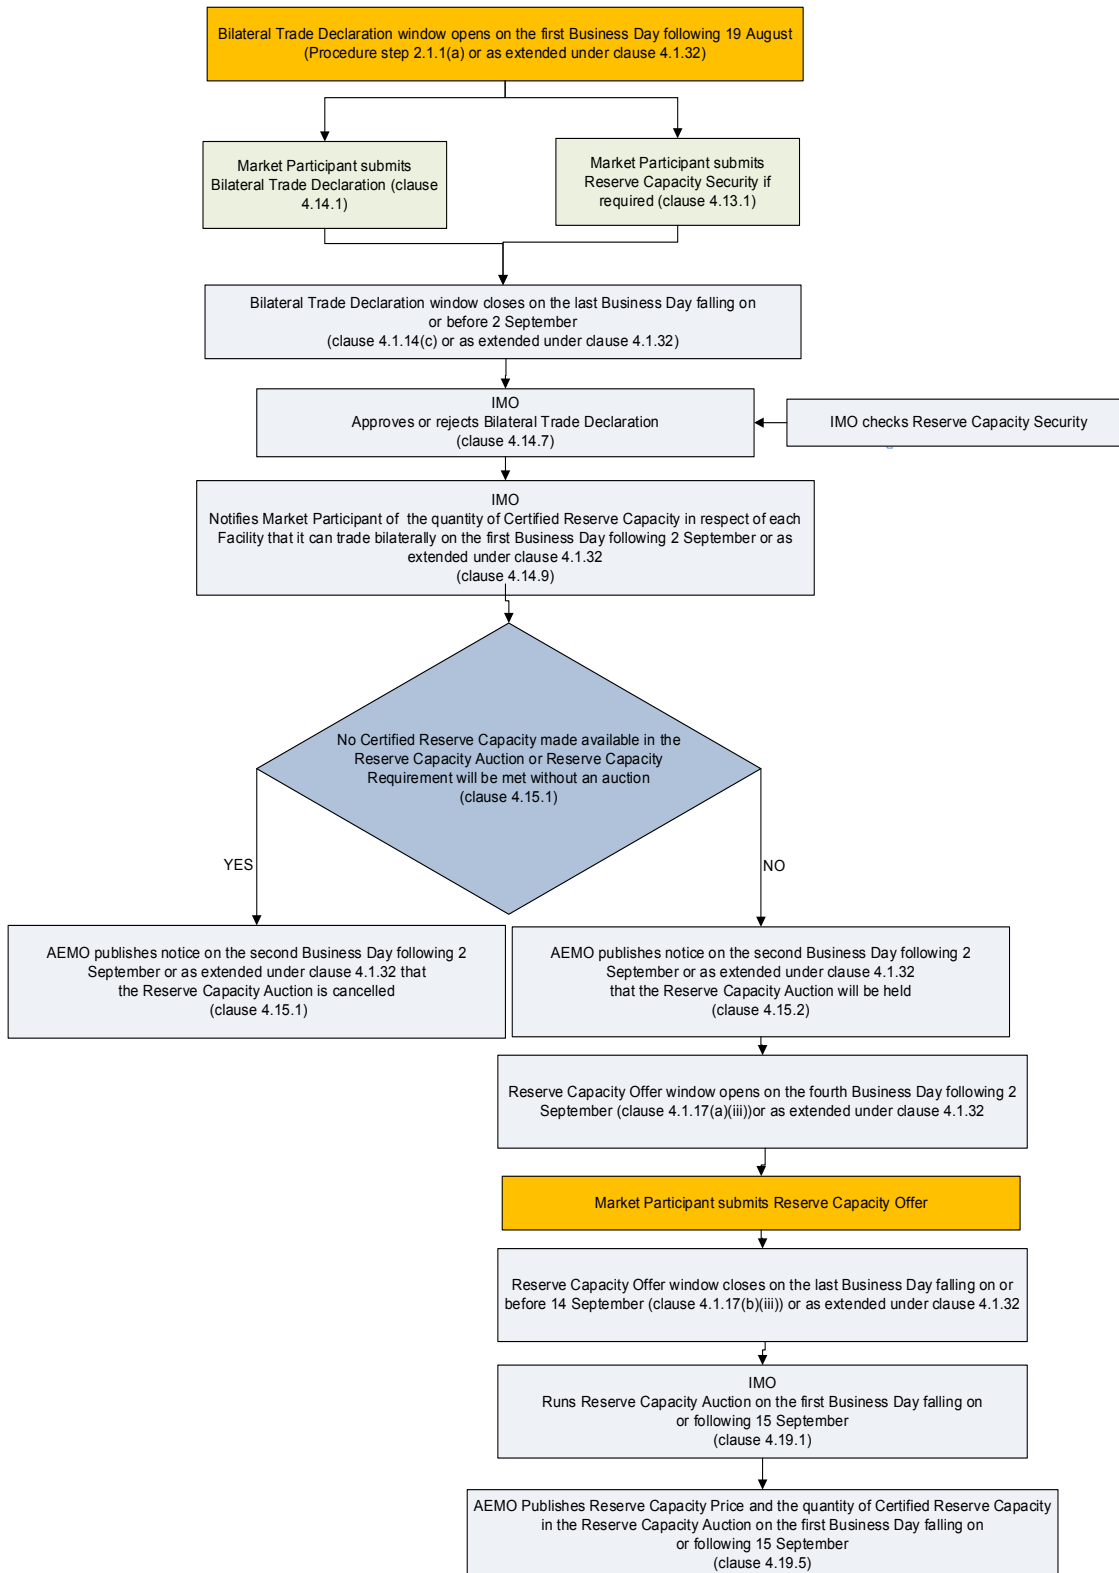 Bilateral Trade Declaration window opens on the first Business Day following 19 August
(Procedure step 2.1.1(a) or as extended under clause 4.1.32)
Market Participant submits
Bilateral Trade Declaration (clause
4.14.1)
Market Participant submits
Reserve Capacity Security if
required (clause 4.13.1)
Bilateral Trade Declaration window closes on the last Business Day falling on
or before 2 September
(clause 4.1.14(c) or as extended under clause 4.1.32)
IMO
Approves or rejects Bilateral Trade Declaration
(clause 4.14.7)
IMO checks Reserve Capacity Security
IMO
Notifies Market Participant of the quantity of Certified Reserve Capacity in respect of each
Facility that it can trade bilaterally on the first Business Day following 2 September or as
extended under clause 4.1.32
(clause 4.14.9)
No Certified Reserve Capacity made available in the
Reserve Capacity Auction or Reserve Capacity
Requirement will be met without an auction
(clause 4.15.1)
YES
NO
AEMO publishes notice on the second Business Day following 2
September or as extended under clause 4.1.32 that
the Reserve Capacity Auction is cancelled
(clause 4.15.1)
AEMO publishes notice on the second Business Day following 2
September or as extended under clause 4.1.32
that the Reserve Capacity Auction will be held
(clause 4.15.2)
Reserve Capacity Offer window opens on the fourth Business Day following 2
September (clause 4.1.17(a)(iii))or as extended under clause 4.1.32
Market Participant submits Reserve Capacity Offer
Reserve Capacity Offer window closes on the last Business Day falling on or
before 14 September (clause 4.1.17(b)(iii)) or as extended under clause 4.1.32
IMO
Runs Reserve Capacity Auction on the first Business Day falling on
or following 15 September
(clause 4.19.1)
AEMO Publishes Reserve Capacity Price and the quantity of Certified Reserve Capacity
in the Reserve Capacity Auction on the first Business Day falling on
or following 15 September
(clause 4.19.5)